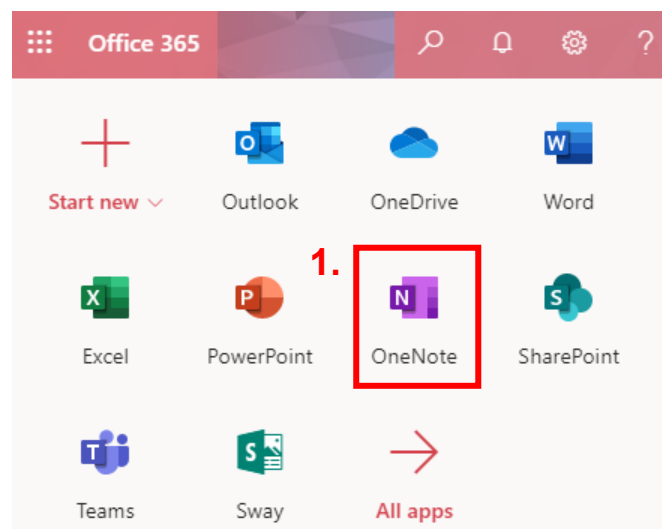 Office 365
?
Start new
Outlook
OneDrive
Word
1.
Excel
PowerPoint
OneNote
SharePoint
Teams
Sway
All apps
O
W
X
P
N
S
T
S